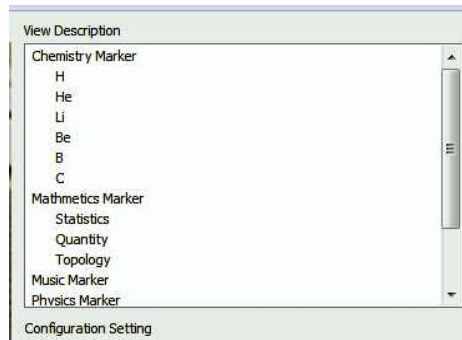 View Description
Chemistry Marker
H
He
Li
Be
B
C
Mathmetics Marker
Statistics
Quantity
Topology
Music Marker
Physics Marker
Configuration Setting